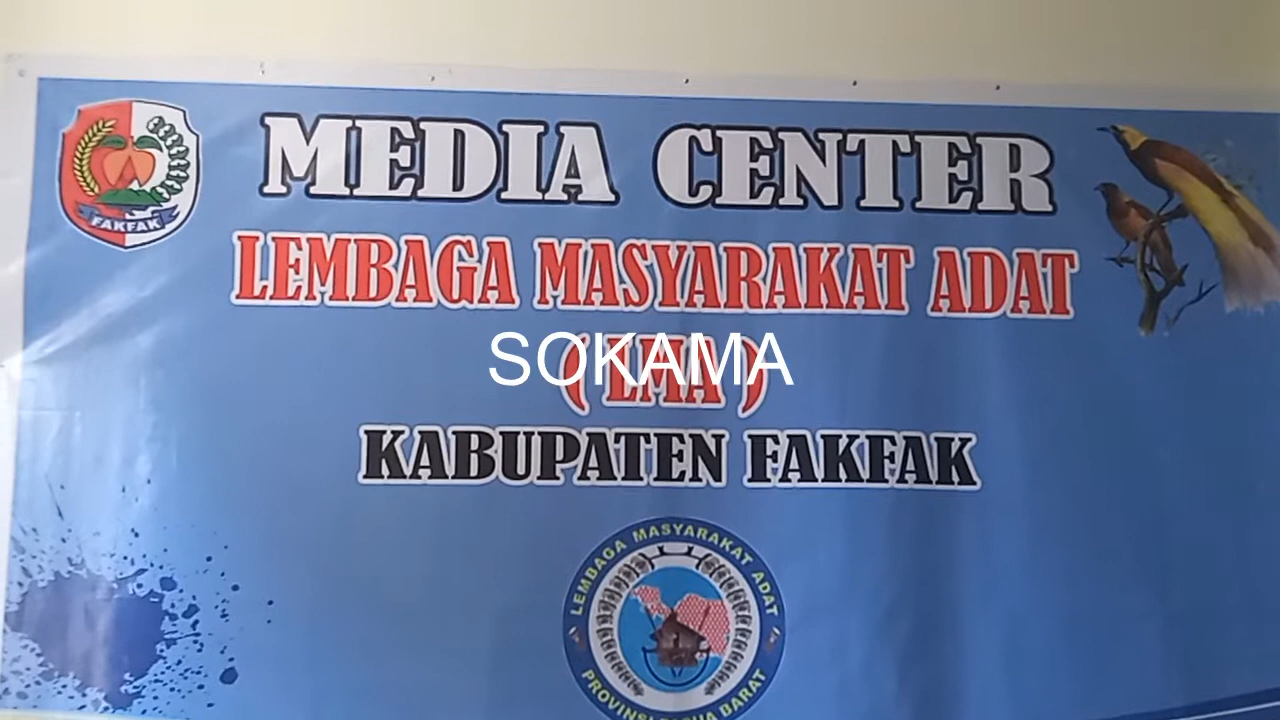 FAKFAK
MEDIA CENTER
LEMBAGA MASYARAKAT ADAT
SOKAMA
( LMA )
KABUPATEN FAKFAK
LEMBAGA MASYARAKAT ADAT
PROVINSI PAPUA BARAT